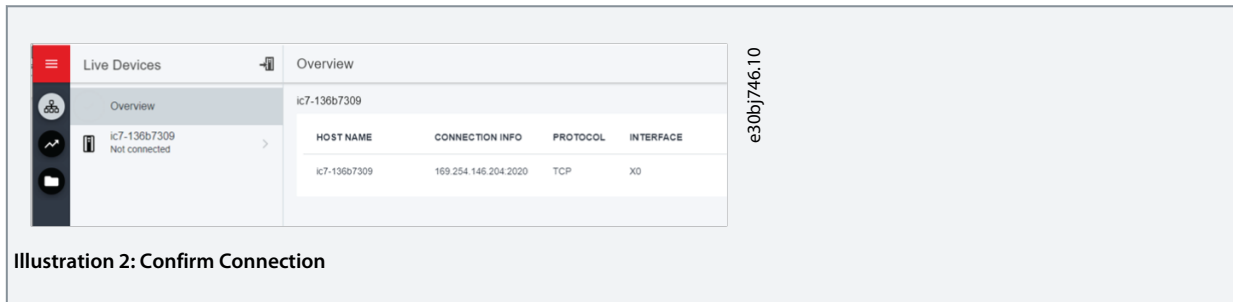 Live Devices
Overview
Overview
ic7-136b7309
Not connected
ic7-136b7309
HOST NAME CONNECTION INFO PROTOCOL INTERFACE
ic7-136b7309 169.254.146.204:2020 TCP X0
e30bj746.10
Illustration 2: Confirm Connection